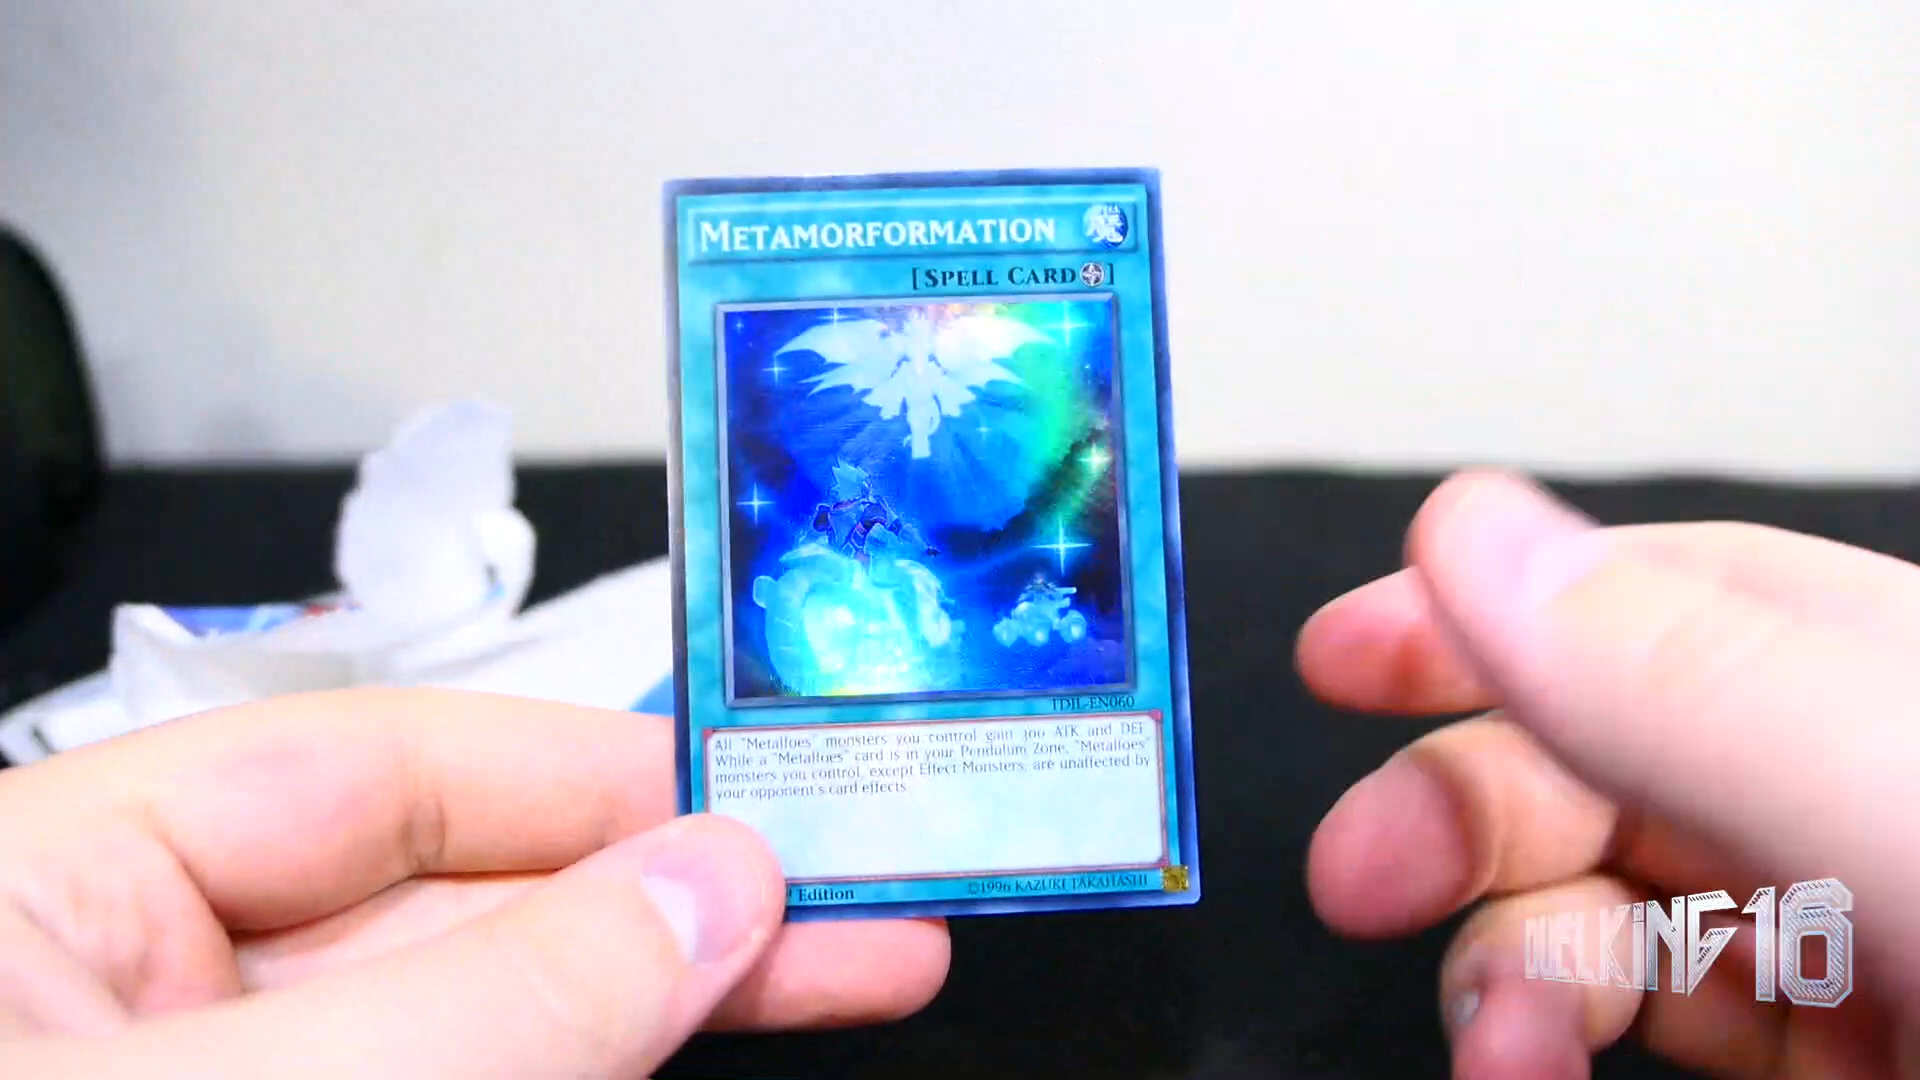 METAMORFORMATION
[SPELL CARD]
TDIL-EN060
All "Metalfoes" monsters you control gain 300 ATK and DEF.
While a "Metalfoes" card is in your Pendulum Zone, "Metalfoes"
monsters you control, except Effect Monsters, are unaffected by
your opponent's card effects.
Edition
©1996 KAZUKI TAKAHASHI
DUELKING16